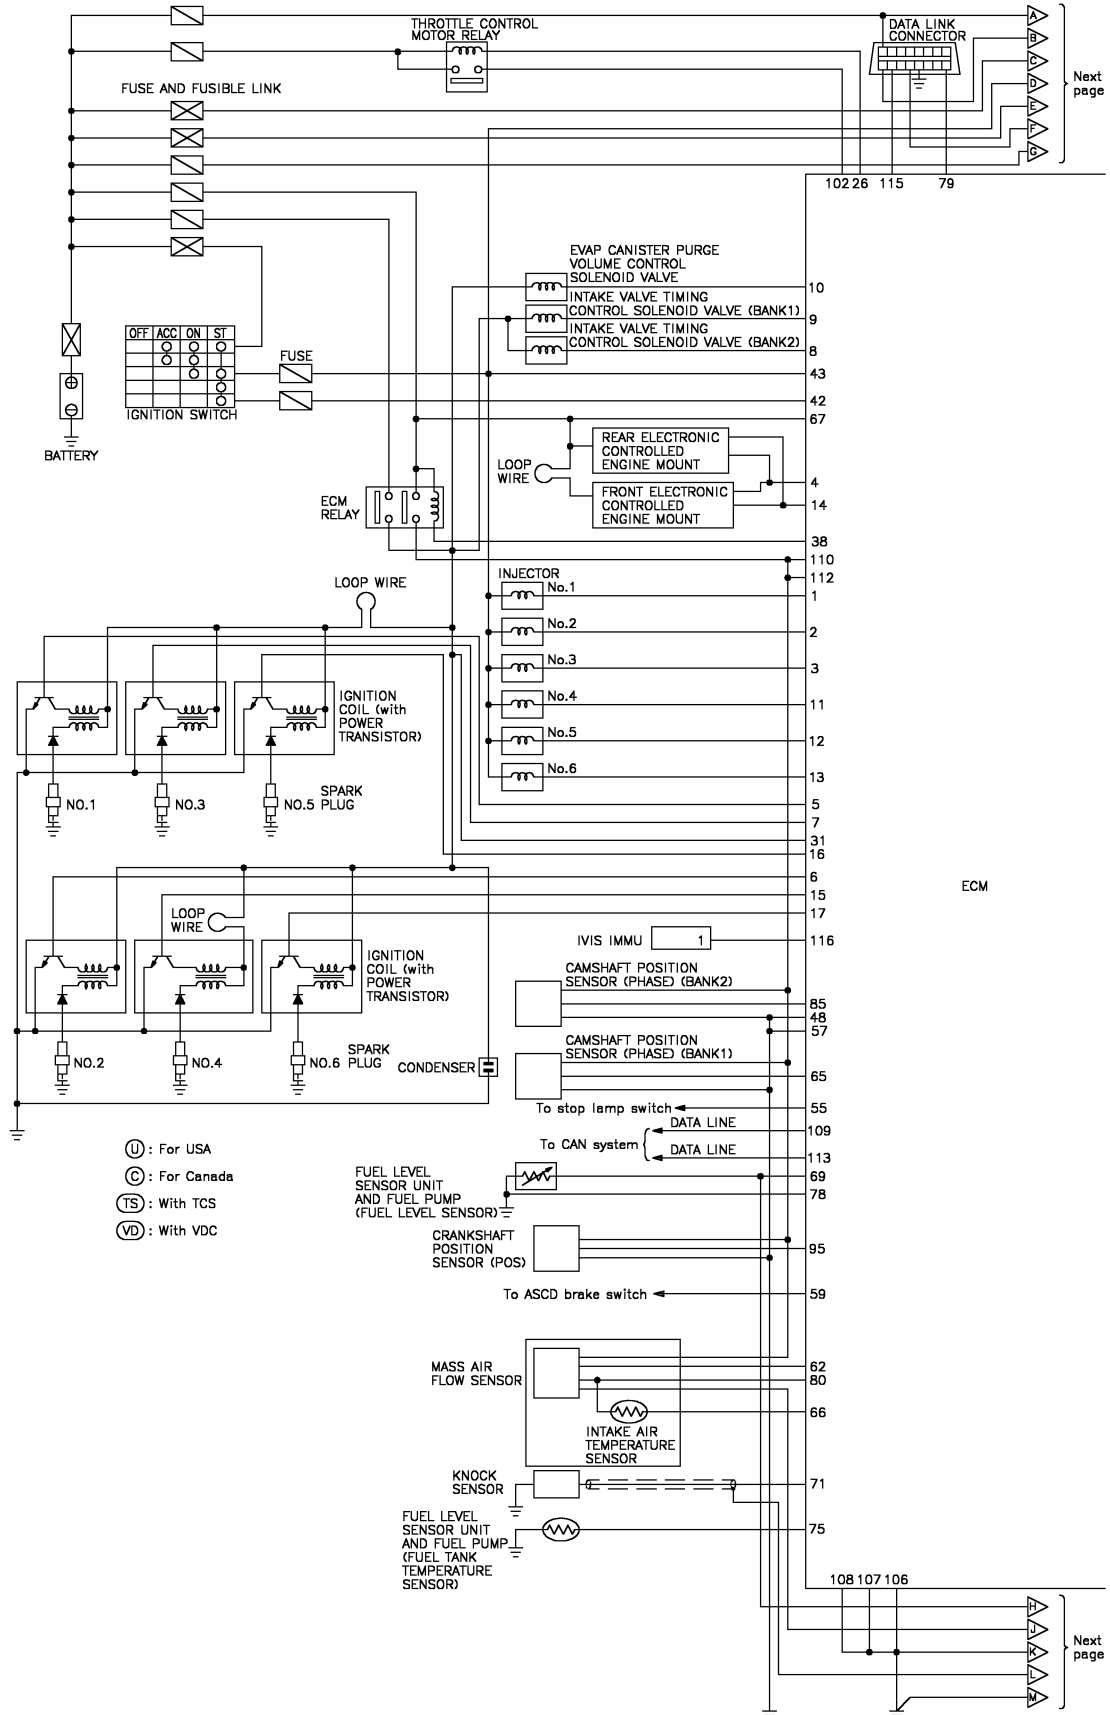 THROTTLE CONTROL
MOTOR RELAY
DATA LINK
CONNECTOR
A
B
C
D
E
F
G
Next
page
FUSE AND FUSIBLE LINK
102 26 115 79
EVAP CANISTER PURGE
VOLUME CONTROL
SOLENOID VALVE
10
INTAKE VALVE TIMING
CONTROL SOLENOID VALVE (BANK1)
9
INTAKE VALVE TIMING
CONTROL SOLENOID VALVE (BANK2)
8
OFF ACC ON ST
IGNITION SWITCH
FUSE
43
42
67
BATTERY
REAR ELECTRONIC
CONTROLLED
ENGINE MOUNT
LOOP
WIRE
FRONT ELECTRONIC
CONTROLLED
ENGINE MOUNT
4
14
ECM
RELAY
38
110
112
INJECTOR
No.1
1
No.2
2
No.3
3
No.4
11
No.5
12
No.6
13
LOOP WIRE
IGNITION
COIL (with
POWER
TRANSISTOR)
NO.1
NO.3
NO.5
SPARK
PLUG
5
7
31
16
6
15
17
ECM
LOOP
WIRE
IVIS IMMU
1
116
IGNITION
COIL (with
POWER
TRANSISTOR)
NO.2
NO.4
NO.6
SPARK
PLUG
CONDENSER
CAMSHAFT POSITION
SENSOR (PHASE) (BANK2)
85
48
57
CAMSHAFT POSITION
SENSOR (PHASE) (BANK1)
65
To stop lamp switch
55
To CAN system
DATA LINE
109
DATA LINE
113
U : For USA
C : For Canada
TS : With TCS
VD : With VDC
FUEL LEVEL
SENSOR UNIT
AND FUEL PUMP
(FUEL LEVEL SENSOR)
69
78
CRANKSHAFT
POSITION
SENSOR (POS)
95
To ASCD brake switch
59
MASS AIR
FLOW SENSOR
62
80
66
INTAKE AIR
TEMPERATURE
SENSOR
KNOCK
SENSOR
71
FUEL LEVEL
SENSOR UNIT
AND FUEL PUMP
(FUEL TANK
TEMPERATURE
SENSOR)
75
108 107 106
H
J
K
L
M
Next
page